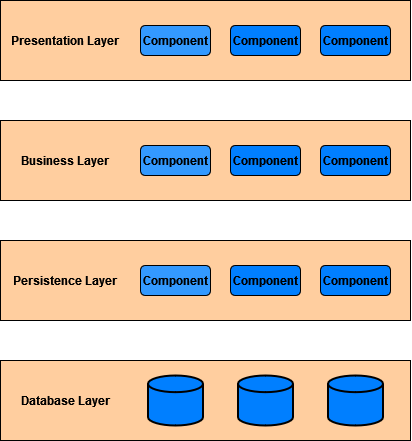 Presentation Layer Component Component Component
Business Layer Component Component Component
Persistence Layer Component Component Component
Database Layer